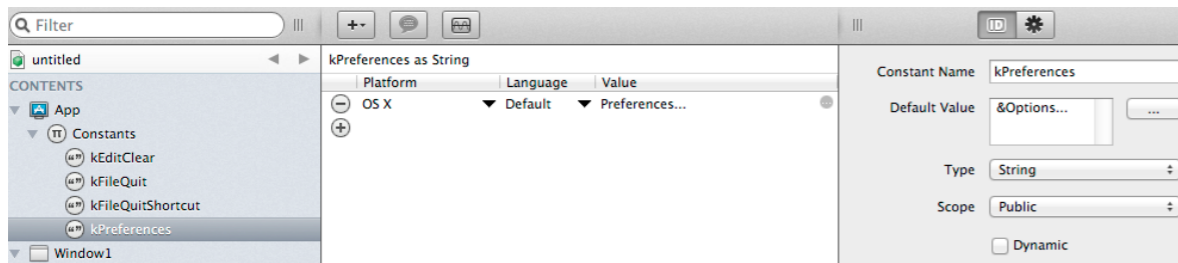 Filter
ID
untitled
kPreferences as String
CONTENTS
Platform Language Value
App
OS X Default Preferences...
Constants
kEditClear
kFileQuit
kFileQuitShortcut
kPreferences
Window1
Constant Name kPreferences
Default Value &Options... ...
Type String
Scope Public
Dynamic